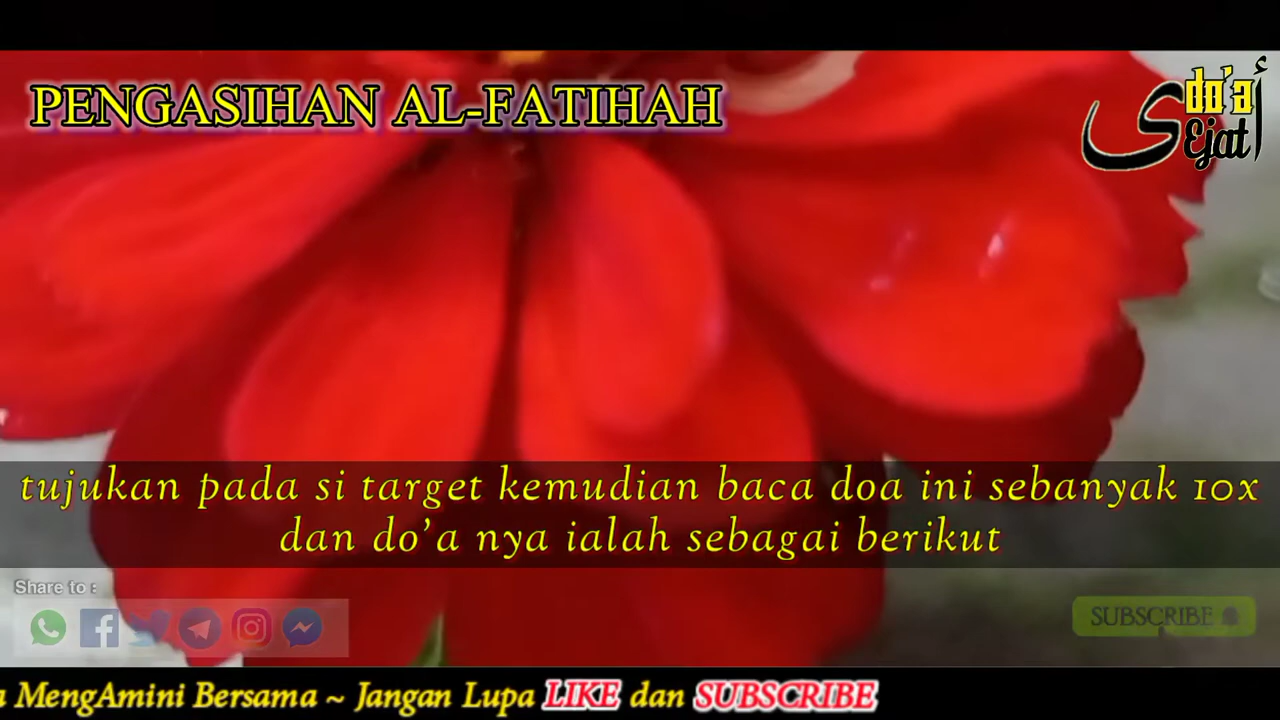 PENGASIHAN AL-FATIHAH
do'a
Ejati
tujukan pada si target kemudian baca doa ini sebanyak 10x
dan do'a nya ialah sebagai berikut
Share to :
SUBSCRIBE
MengAmini Bersama ~ Jangan Lupa LIKE dan SUBSCRIBE